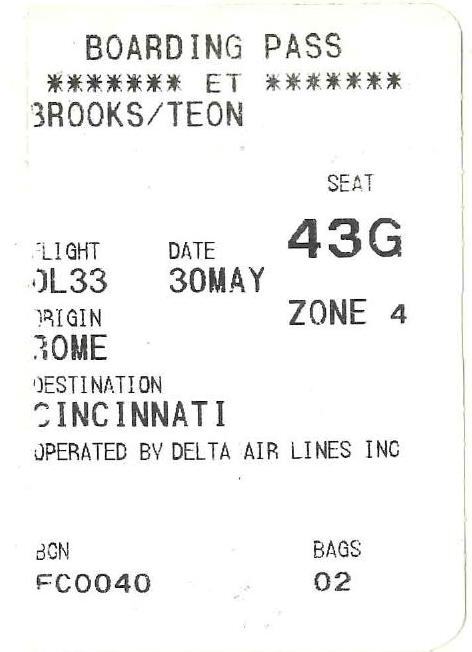 BOARDING PASS
******* ET *******
BROOKS/TEON
SEAT
43G
FLIGHT DATE
DL33 30MAY
ZONE 4
ORIGIN
ROME
DESTINATION
CINCINNATI
OPERATED BY DELTA AIR LINES INC
BCN BAGS
FC0040 02